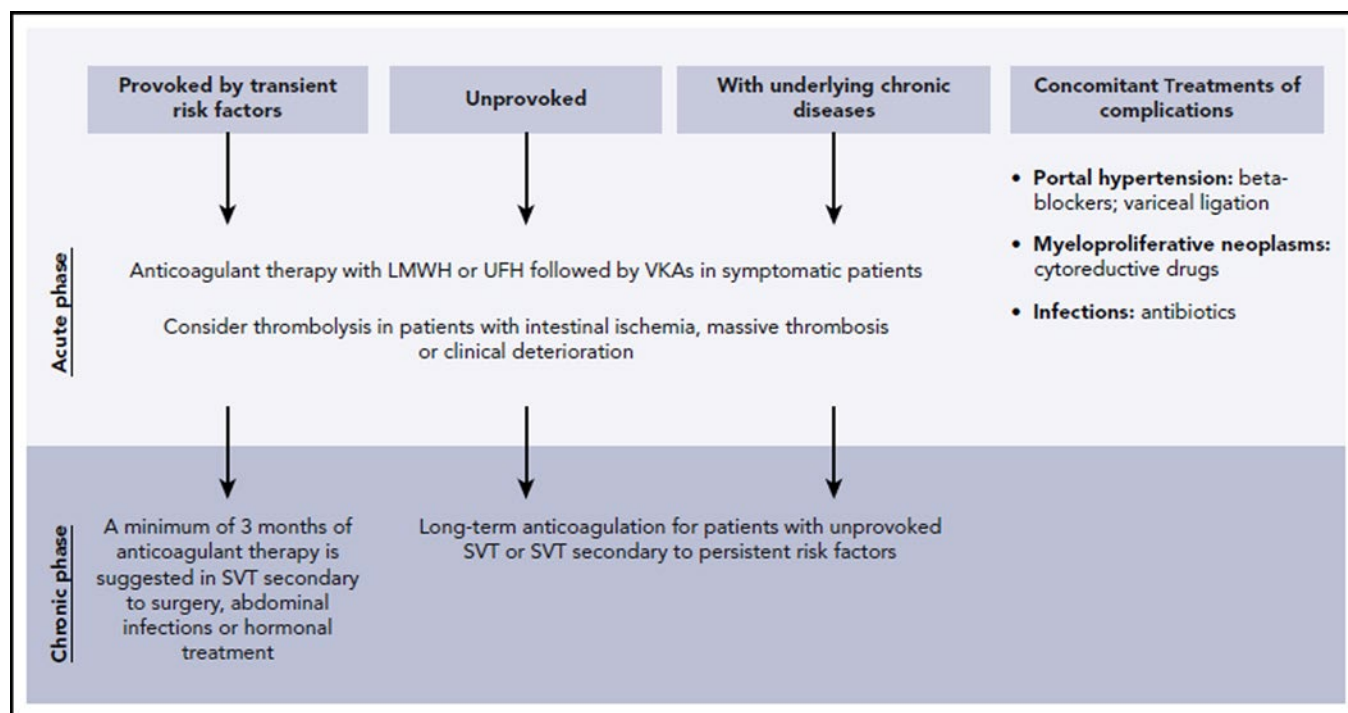 Provoked by transient
risk factors
Unprovoked
With underlying chronic
diseases
Concomitant Treatments of
complications
Acute phase
Anticoagulant therapy with LMWH or UFH followed by VKAs in symptomatic patients
Consider thrombolysis in patients with intestinal ischemia, massive thrombosis
or clinical deterioration
• Portal hypertension: beta-
blockers; variceal ligation
• Myeloproliferative neoplasms:
cytoreductive drugs
• Infections: antibiotics
Chronic phase
A minimum of 3 months of
anticoagulant therapy is
suggested in SVT secondary
to surgery, abdominal
infections or hormonal
treatment
Long-term anticoagulation for patients with unprovoked
SVT or SVT secondary to persistent risk factors